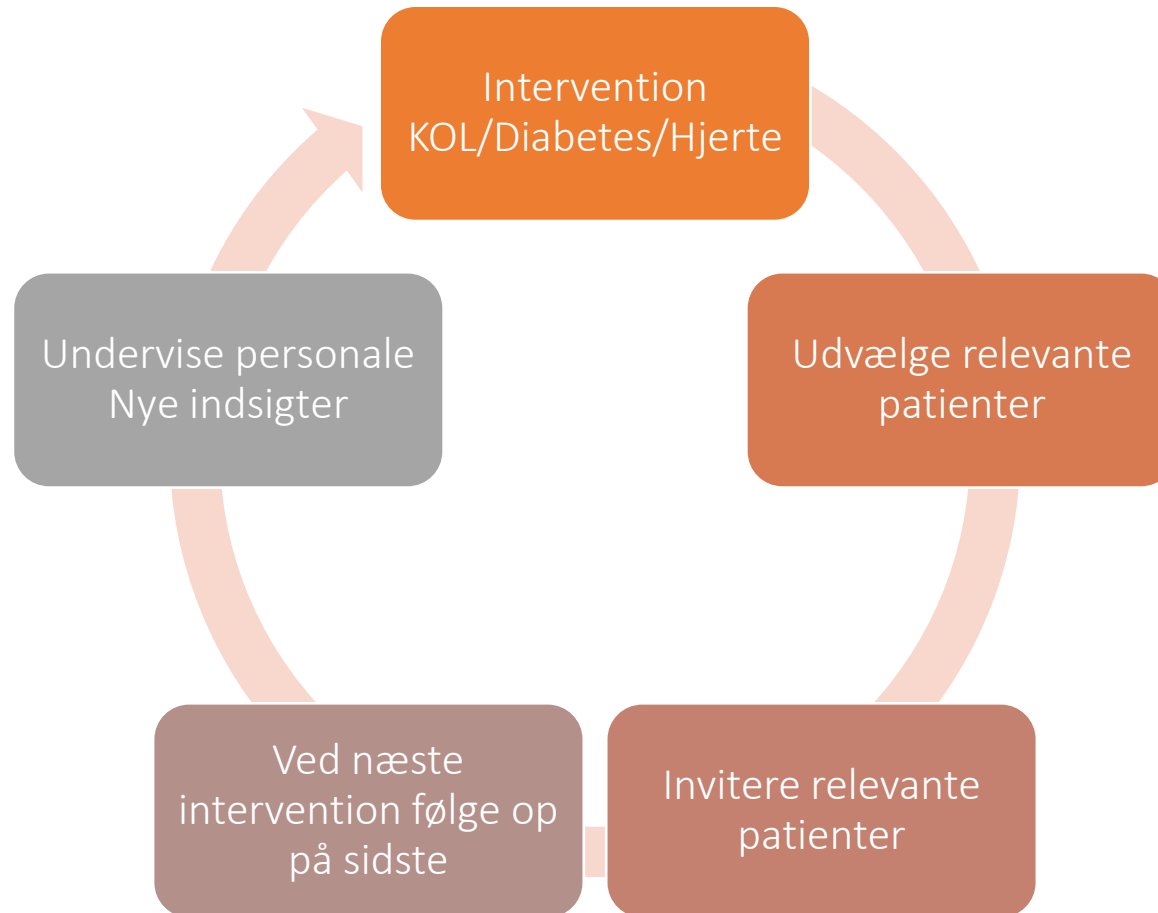 Intervention
KOL/Diabetes/Hjerte
Udvælge relevante
patienter
Invitere relevante
patienter
Ved næste
intervention følge op
på sidste
Undervise personale
Nye indsigter